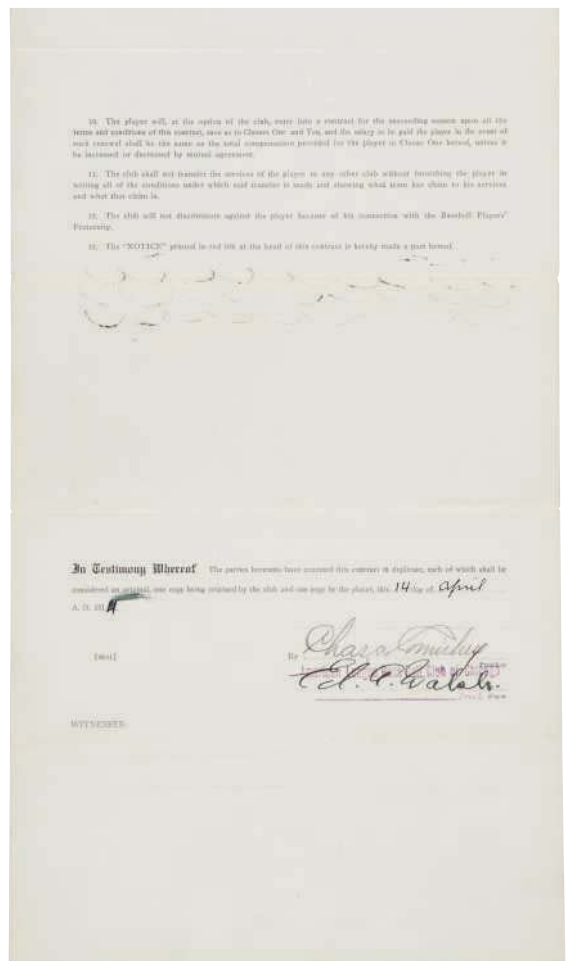 10. The player will, at the option of the club, enter into a contract for the succeeding season upon all the
terms and conditions of this contract, save as to Clauses One and Ten, and the salary to be paid the player in the event of
such renewal shall be the same as the total compensation provided for the player in Clause One hereof, unless it
be increased or decreased by mutual agreement.
11. The club shall not transfer the services of the player to any other club without furnishing the player in
writing all of the conditions under which said transfer is made and showing what team has claim to his services
and what that claim is.
12. The club will not discriminate against the player because of his connection with the Baseball Players'
Fraternity.
13. The "NOTICE" printed in red ink at the head of this contract is hereby made a part hereof.
In Testimony Whereof The parties hereunto have executed this contract in duplicate, each of which shall be
considered an original, one copy being retained by the club and one copy by the player, this 14 day of April
A. D. 191
[Seal]
By Chas a Comiskey
Ed. A. Walsh.
WITNESSES: